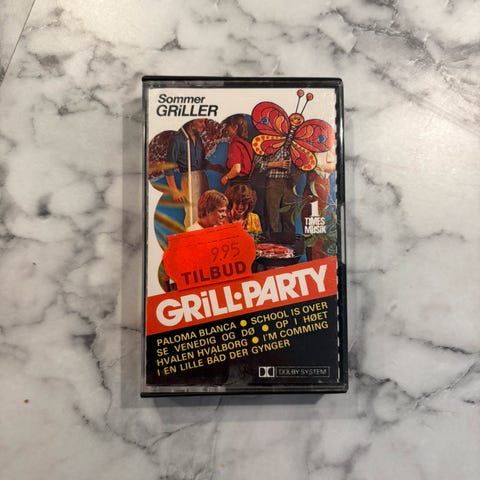 Sommer
GRiLLER
1
TIMES
MUSIK
9.95
TILBUD
GRiLL·PARTY
PALOMA BLANCA ● SCHOOL IS OVER
SE VENEDIG OG DØ ● OP I HØET
HVALEN HVALBORG ● I'M COMMING
I EN LILLE BÅD DER GYNGER
DOLBY SYSTEM